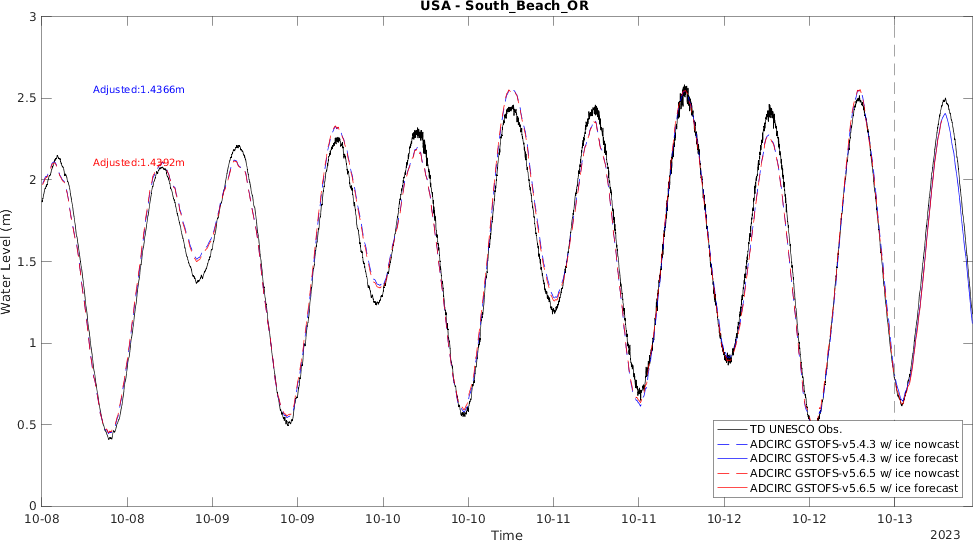 USA - South_Beach_OR
3
2.5
2
1.5
1
0.5
0
Water Level (m)
Adjusted:1.4366m
Adjusted:1.4392m
TD UNESCO Obs.
ADCIRC GSTOFS-v5.4.3 w/ ice nowcast
ADCIRC GSTOFS-v5.4.3 w/ ice forecast
ADCIRC GSTOFS-v5.6.5 w/ ice nowcast
ADCIRC GSTOFS-v5.6.5 w/ ice forecast
10-08 10-08 10-09 10-09 10-10 10-10 10-11 10-11 10-12 10-12 10-13
Time
2023